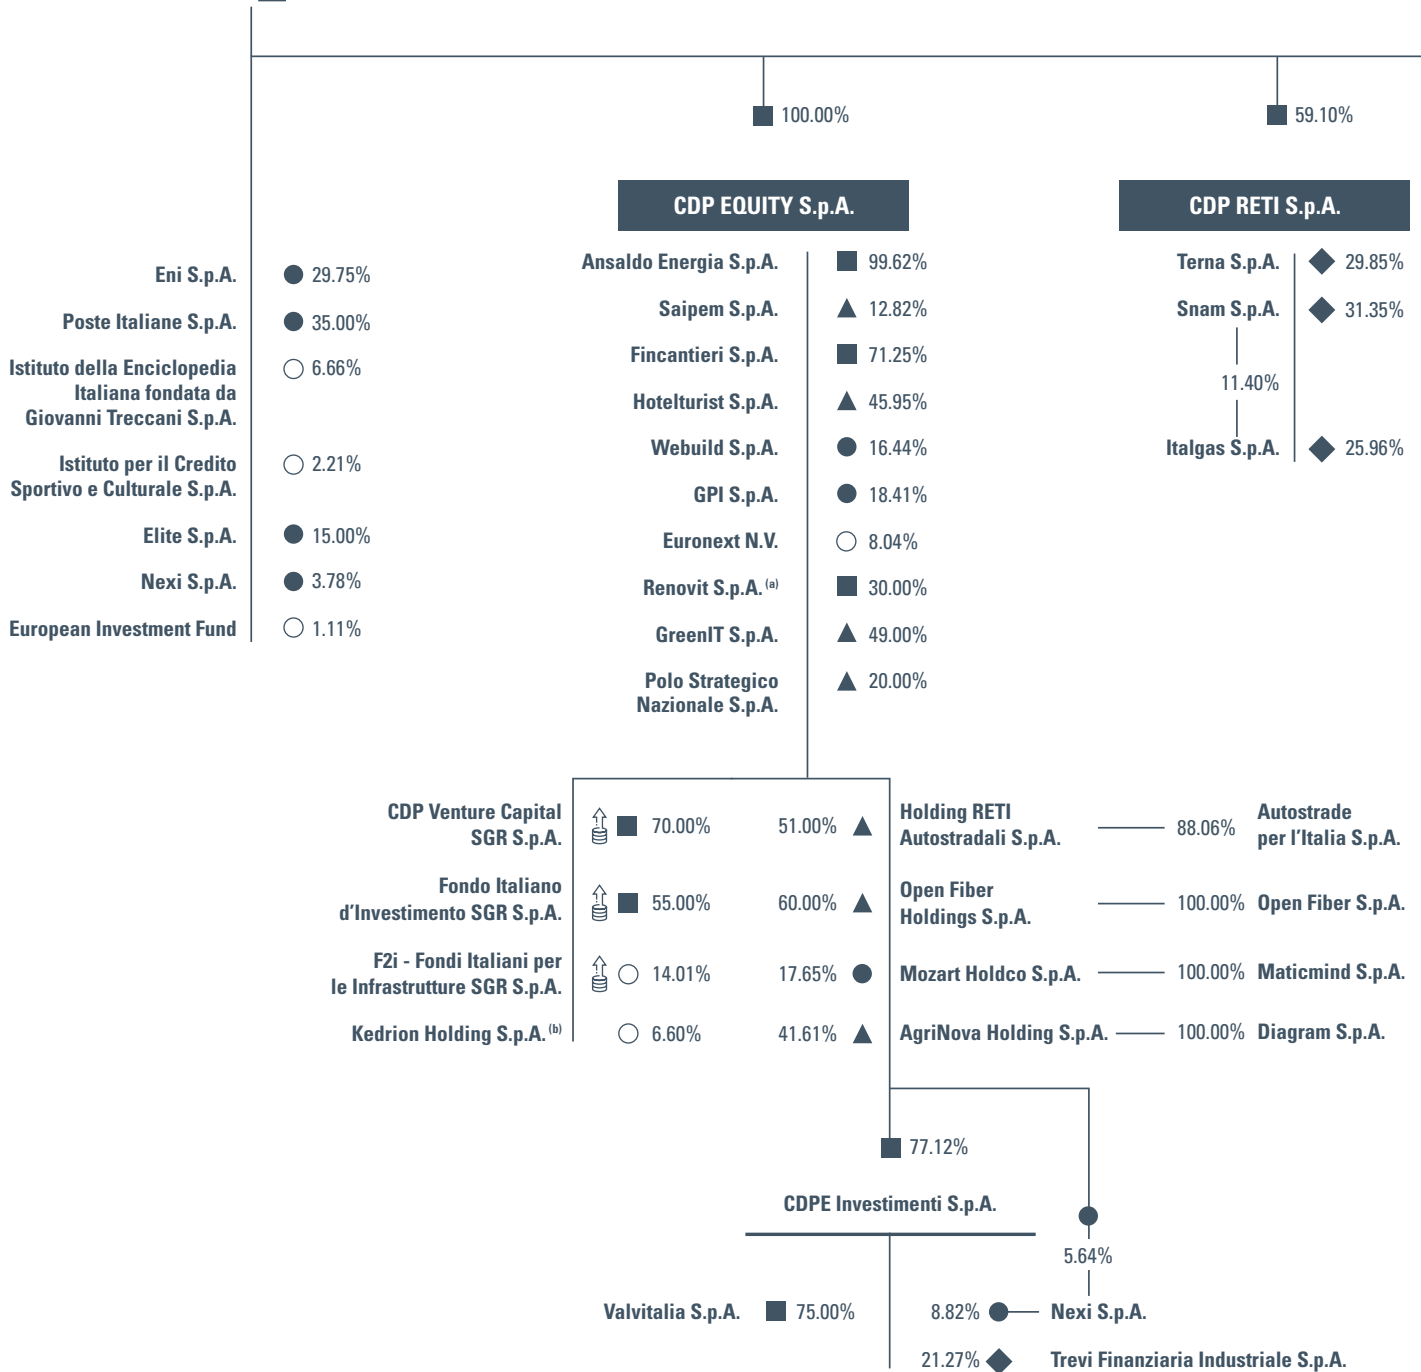 100.00%
59.10%
CDP EQUITY S.p.A.
CDP RETI S.p.A.
Eni S.p.A. 29.75%
Poste Italiane S.p.A. 35.00%
Istituto della Enciclopedia 6.66%
Italiana fondata da
Giovanni Treccani S.p.A.
Istituto per il Credito 2.21%
Sportivo e Culturale S.p.A.
Elite S.p.A. 15.00%
Nexi S.p.A. 3.78%
European Investment Fund 1.11%
Ansaldo Energia S.p.A. 99.62%
Saipem S.p.A. 12.82%
Fincantieri S.p.A. 71.25%
Hotelturist S.p.A. 45.95%
Webuild S.p.A. 16.44%
GPI S.p.A. 18.41%
Euronext N.V. 8.04%
Renovit S.p.A. (a) 30.00%
GreenIT S.p.A. 49.00%
Polo Strategico 20.00%
Nazionale S.p.A.
Terna S.p.A. 29.85%
Snam S.p.A. 31.35%
11.40%
Italgas S.p.A. 25.96%
CDP Venture Capital
SGR S.p.A.
70.00%
Fondo Italiano
d'Investimento SGR S.p.A.
55.00%
F2i - Fondi Italiani per
le Infrastrutture SGR S.p.A.
14.01%
Kedrion Holding S.p.A. (b) 6.60%
51.00%
Holding RETI
Autostradali S.p.A.
88.06%
Autostrade
per l'Italia S.p.A.
60.00%
Open Fiber
Holdings S.p.A.
100.00% Open Fiber S.p.A.
17.65% Mozart Holdco S.p.A. 100.00% Maticmind S.p.A.
41.61% AgriNova Holding S.p.A. 100.00% Diagram S.p.A.
77.12%
CDPE Investimenti S.p.A.
5.64%
Valvitalia S.p.A. 75.00%
8.82% Nexi S.p.A.
21.27% Trevi Finanziaria Industriale S.p.A.